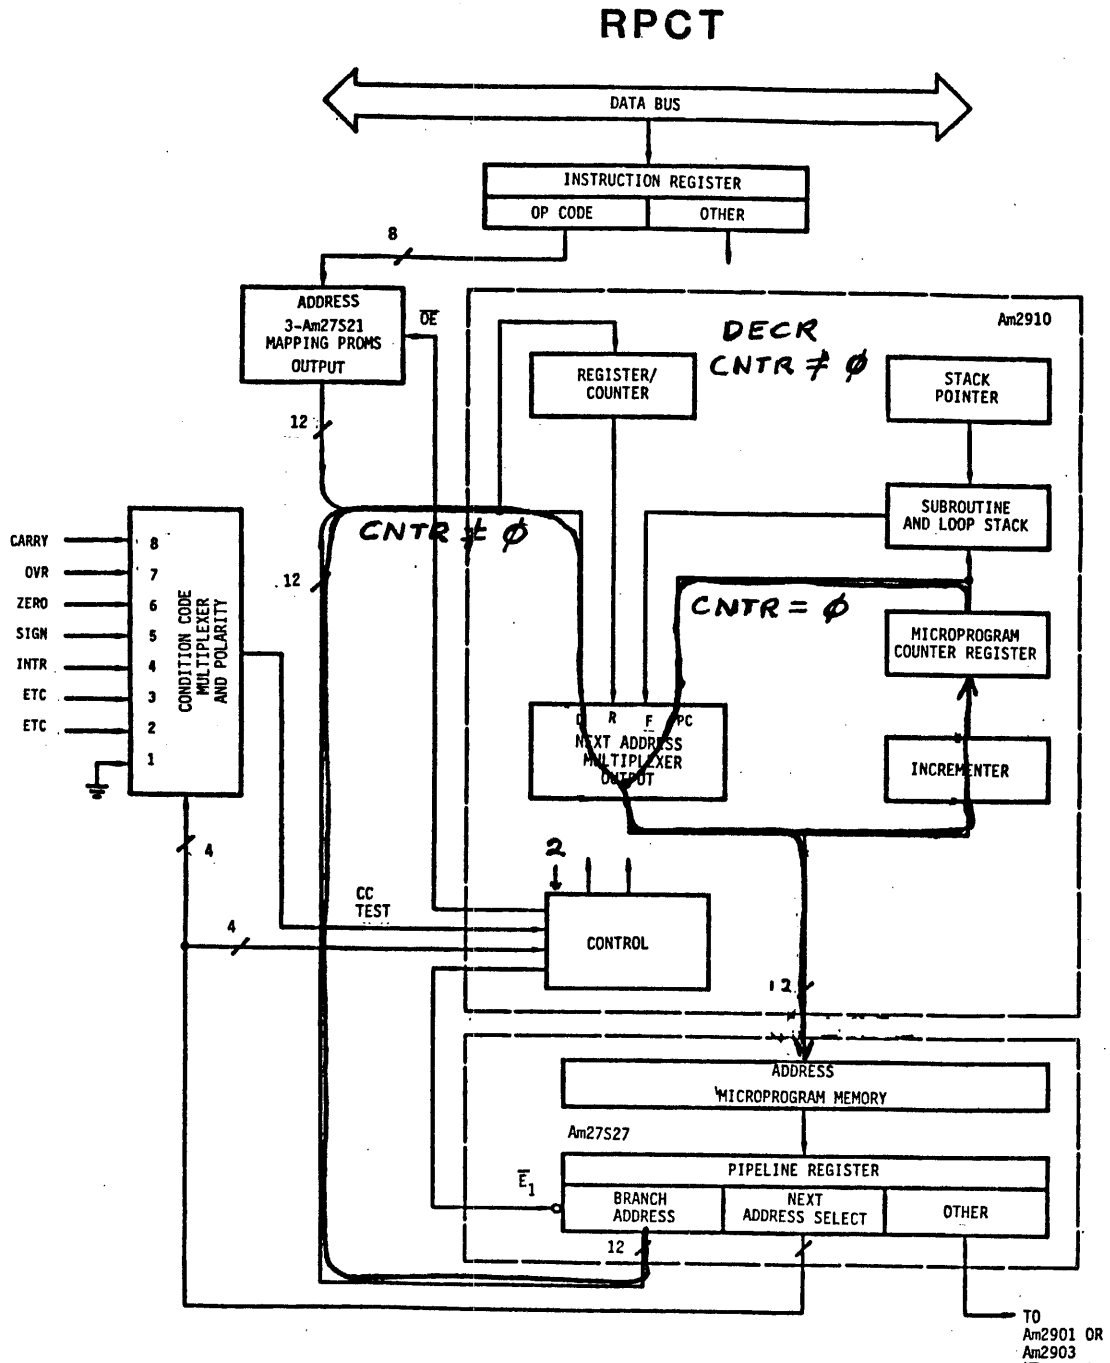 RPCT
DATA BUS
INSTRUCTION REGISTER
OP CODE
OTHER
8
ADDRESS
3-Am27S21
MAPPING PROMS
OUTPUT
OE
Am2910
DECR
CNTR ≠ φ
REGISTER/
COUNTER
STACK
POINTER
12
SUBROUTINE
AND LOOP STACK
CNTR ≠ φ
12
CNTR = φ
MICROPROGRAM
COUNTER REGISTER
CARRY
OVR
ZERO
SIGN
INTR
ETC
ETC
8
7
6
5
4
3
2
1
CONDITION CODE
MULTIPLEXER
AND POLARITY
D R F PC
NEXT ADDRESS
MULTIPLEXER
OUTPUT
INCREMENTER
4
2
CC
TEST
4
CONTROL
12
ADDRESS
MICROPROGRAM MEMORY
Am27S27
PIPELINE REGISTER
E1
BRANCH
ADDRESS
NEXT
ADDRESS SELECT
OTHER
12
TO
Am2901 OR
Am2903